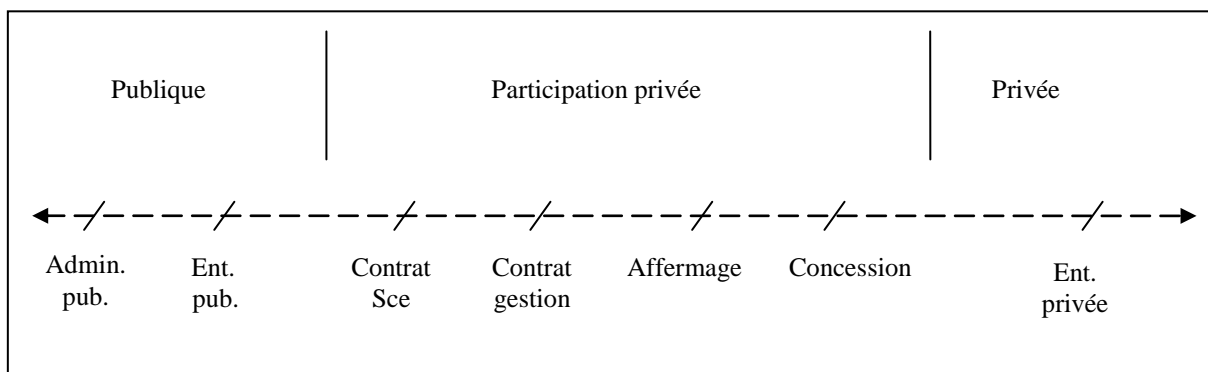 Publique Participation privée Privée
Admin. Ent. Contrat Contrat Affermage Concession Ent.
pub. pub. Sce gestion privée